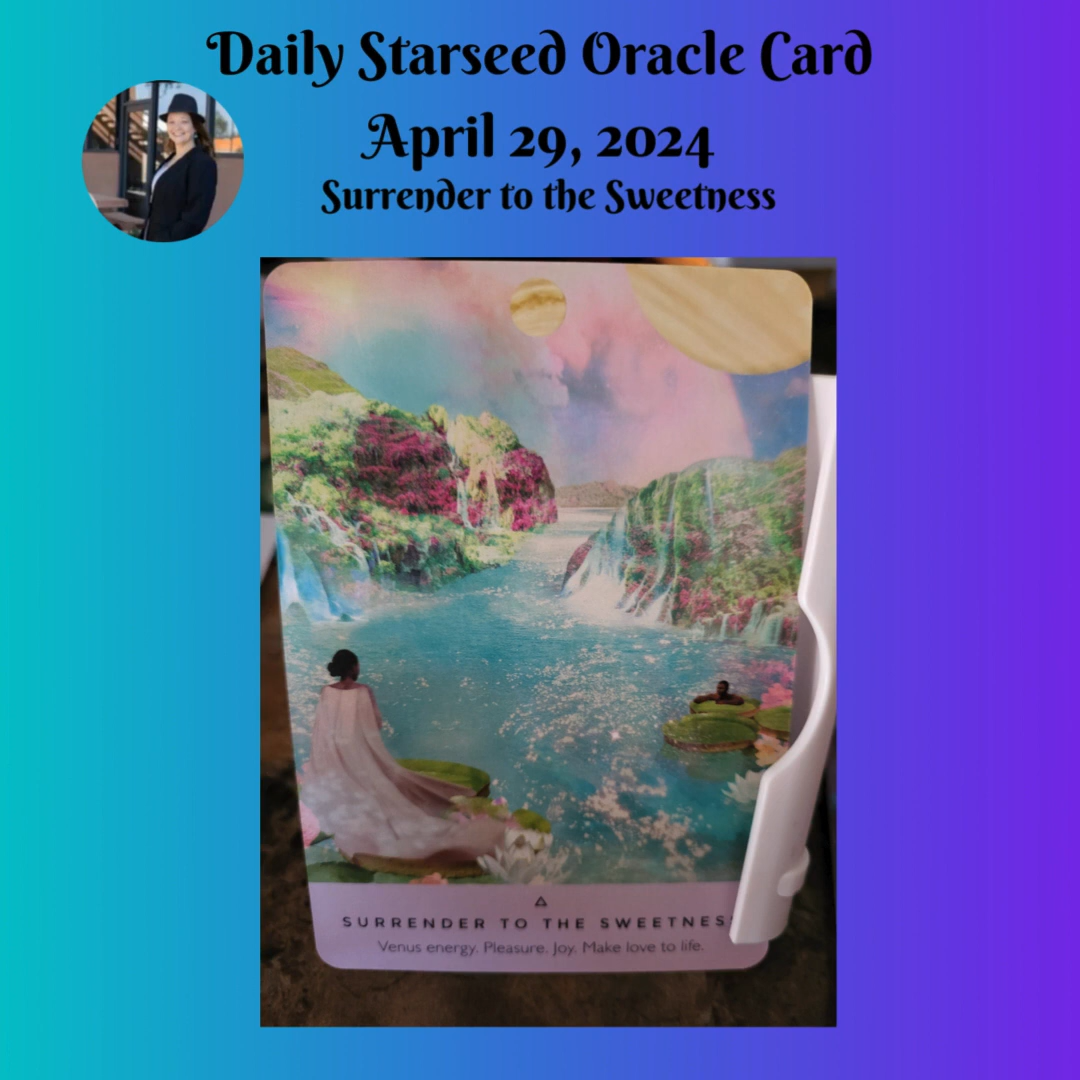 Daily Starseed Oracle Card
April 29, 2024
Surrender to the Sweetness
SURRENDER TO THE SWEETNESS
Venus energy. Pleasure. Joy. Make love to life.